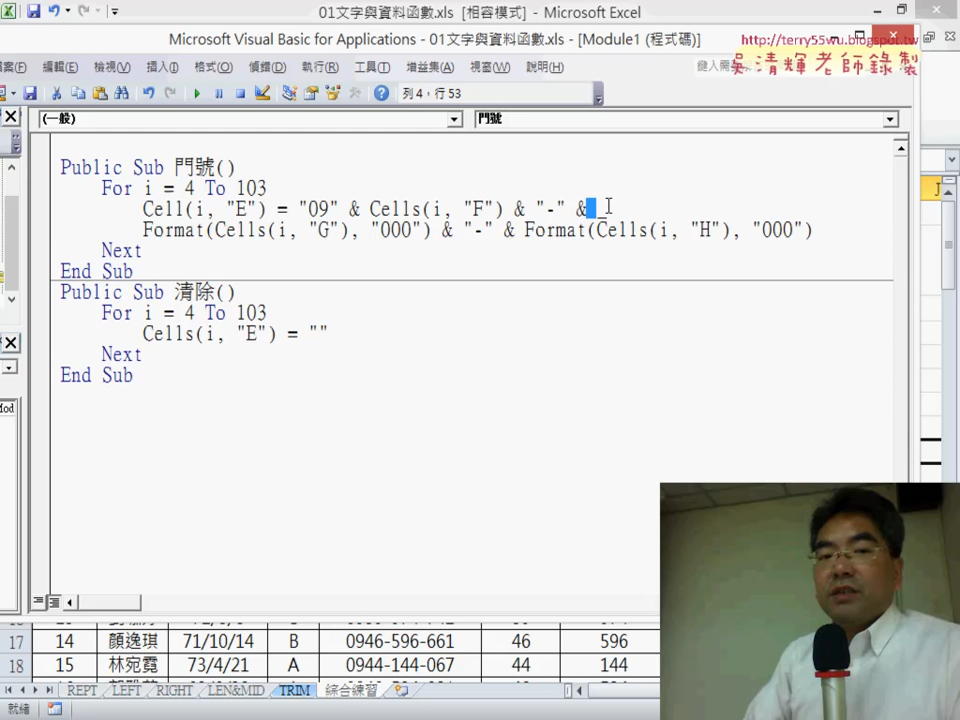 01文字與資料函數.xls [相容模式] - Microsoft Excel
Microsoft Visual Basic for Applications - 01文字與資料函數.xls - [Module1 (程式碼)]
http://terry55wu.blogspot.tw
吳清輝老師錄製
檔案(F) 編輯(E) 檢視(V) 插入(I) 格式(O) 偵錯(D) 執行(R) 工具(T) 增益集(A) 視窗(W) 說明(H)
列 4，行 53
(一般) 門號
Public Sub 門號()
For i = 4 To 103
Cell(i, "E") = "09" & Cells(i, "F") & "-" & _
Format(Cells(i, "G"), "000") & "-" & Format(Cells(i, "H"), "000")
Next
End Sub
Public Sub 清除()
For i = 4 To 103
Cells(i, "E") = ""
Next
End Sub
17 14 顏逸琪 71/10/14 B 0946-596-661 46 596
18 15 林宛霓 73/4/21 A 0944-144-067 44 144
REPT LEFT RIGHT LEN&MID TRIM 綜合練習
就緒